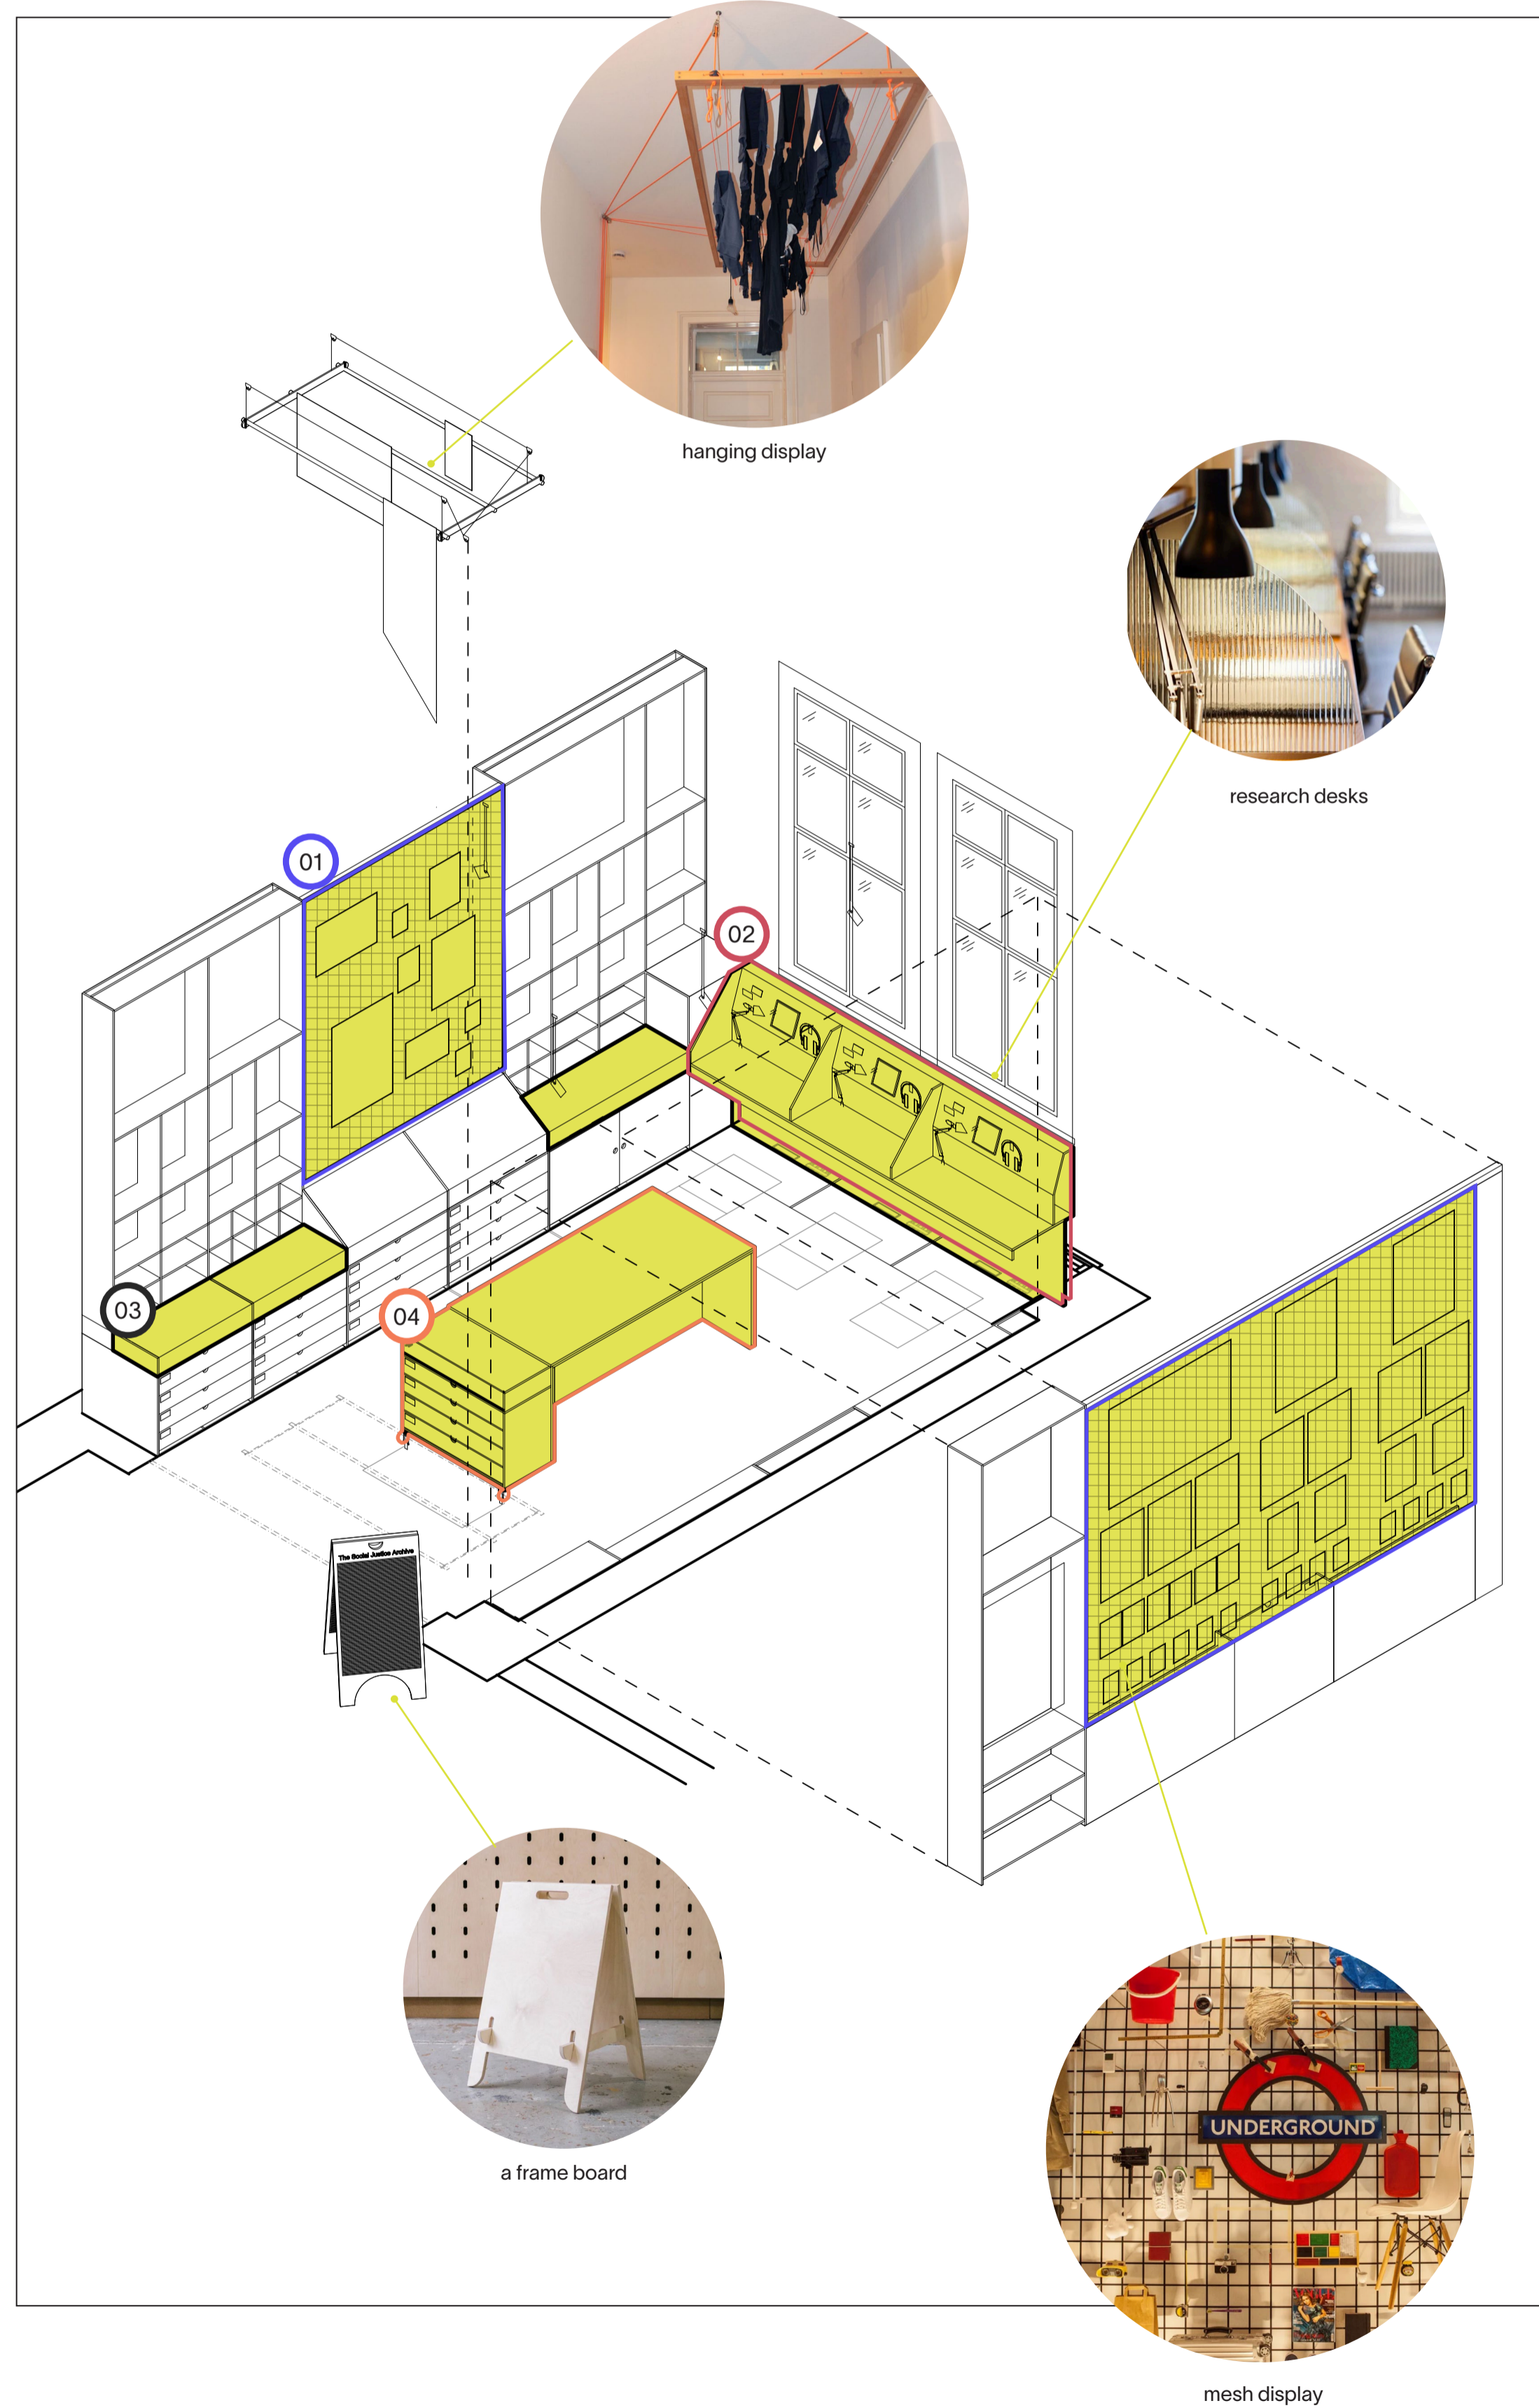 hanging display
research desks
01
02
03
04
The Social Justice Archive
a frame board
UNDERGROUND
mesh display